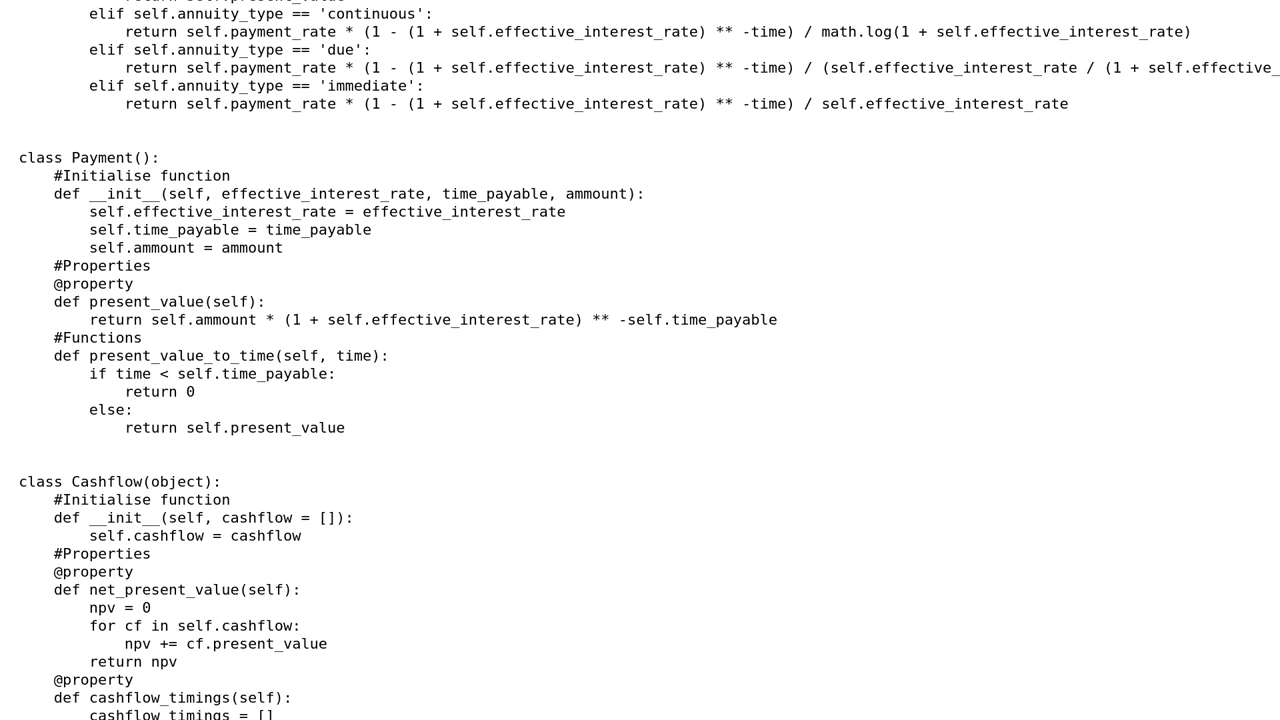 return self.present_value
elif self.annuity_type == 'continuous':
return self.payment_rate * (1 - (1 + self.effective_interest_rate) ** -time) / math.log(1 + self.effective_interest_rate)
elif self.annuity_type == 'due':
return self.payment_rate * (1 - (1 + self.effective_interest_rate) ** -time) / (self.effective_interest_rate / (1 + self.effective_
elif self.annuity_type == 'immediate':
return self.payment_rate * (1 - (1 + self.effective_interest_rate) ** -time) / self.effective_interest_rate
class Payment():
#Initialise function
def __init__(self, effective_interest_rate, time_payable, ammount):
self.effective_interest_rate = effective_interest_rate
self.time_payable = time_payable
self.ammount = ammount
#Properties
@property
def present_value(self):
return self.ammount * (1 + self.effective_interest_rate) ** -self.time_payable
#Functions
def present_value_to_time(self, time):
if time < self.time_payable:
return 0
else:
return self.present_value
class Cashflow(object):
#Initialise function
def __init__(self, cashflow = []):
self.cashflow = cashflow
#Properties
@property
def net_present_value(self):
npv = 0
for cf in self.cashflow:
npv += cf.present_value
return npv
@property
def cashflow_timings(self):
cashflow_timings = []